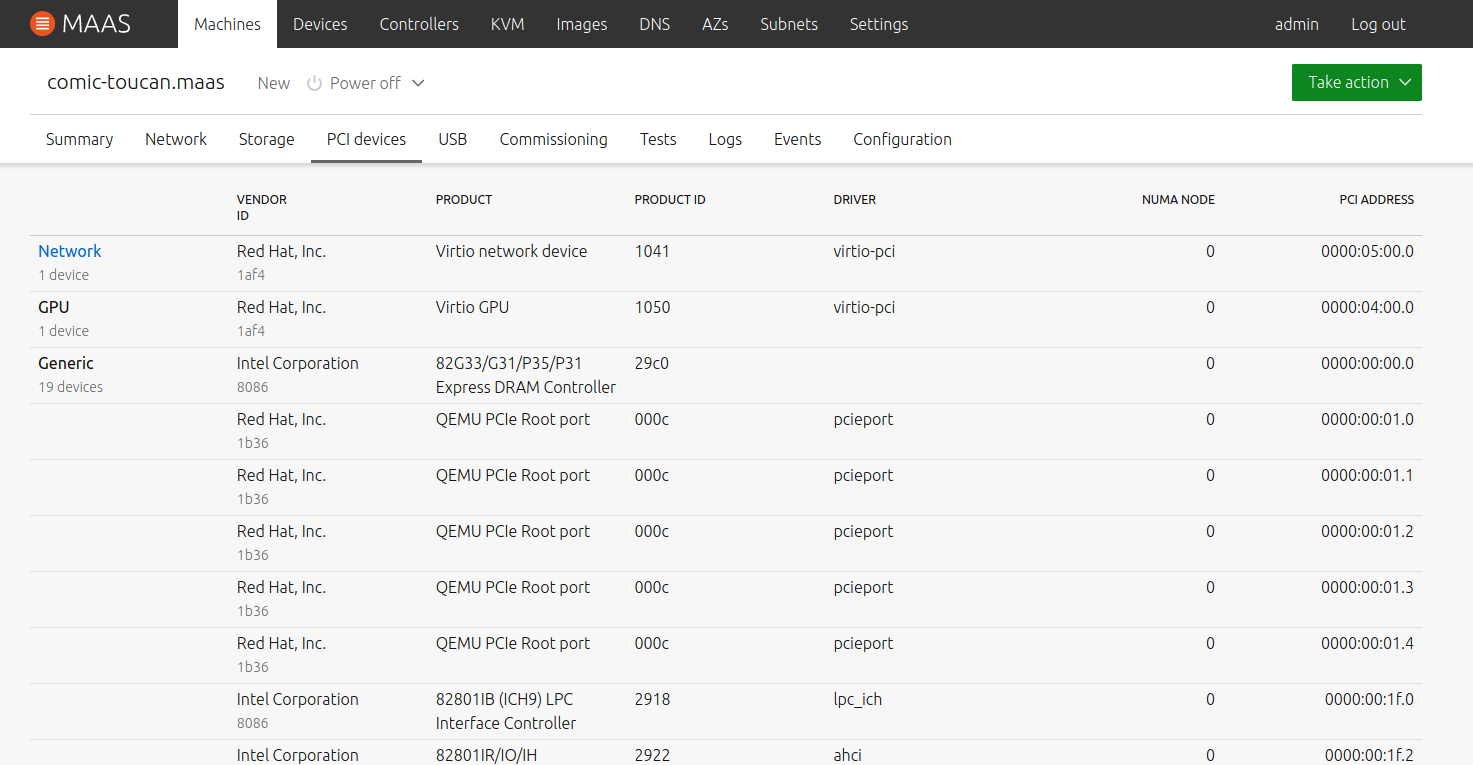 MAAS Machines Devices Controllers KVM Images DNS AZs Subnets Settings admin Log out
comic-toucan.maas New Power off Take action
Summary Network Storage PCI devices USB Commissioning Tests Logs Events Configuration
VENDOR PRODUCT PRODUCT ID DRIVER NUMA NODE PCI ADDRESS
ID
Network Red Hat, Inc. Virtio network device 1041 virtio-pci 0 0000:05:00.0
1 device 1af4
GPU Red Hat, Inc. Virtio GPU 1050 virtio-pci 0 0000:04:00.0
1 device 1af4
Generic Intel Corporation 82G33/G31/P35/P31 29c0 0 0000:00:00.0
19 devices 8086 Express DRAM Controller
Red Hat, Inc. QEMU PCIe Root port 000c pcieport 0 0000:00:01.0
1b36
Red Hat, Inc. QEMU PCIe Root port 000c pcieport 0 0000:00:01.1
1b36
Red Hat, Inc. QEMU PCIe Root port 000c pcieport 0 0000:00:01.2
1b36
Red Hat, Inc. QEMU PCIe Root port 000c pcieport 0 0000:00:01.3
1b36
Red Hat, Inc. QEMU PCIe Root port 000c pcieport 0 0000:00:01.4
1b36
Intel Corporation 82801IB (ICH9) LPC 2918 lpc_ich 0 0000:00:1f.0
8086 Interface Controller
Intel Corporation 82801IR/IO/IH 2922 ahci 0 0000:00:1f.2